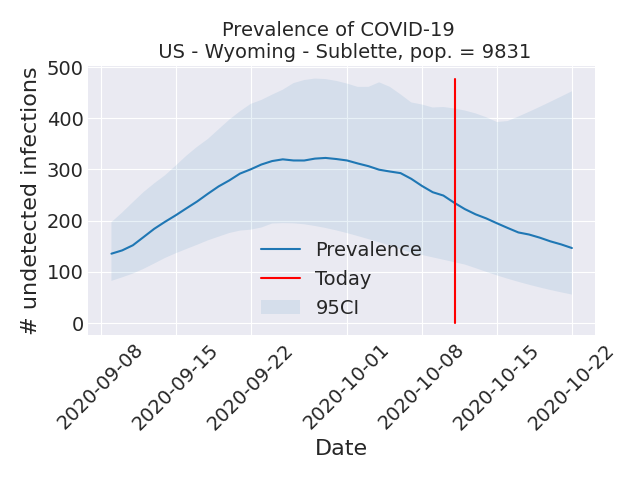 Prevalence of COVID-19
US - Wyoming - Sublette, pop. = 9831
# undetected infections
500
400
300
200
100
0
Prevalence
Today
95CI
2020-09-08
2020-09-15
2020-09-22
2020-10-01
2020-10-08
2020-10-15
2020-10-22
Date